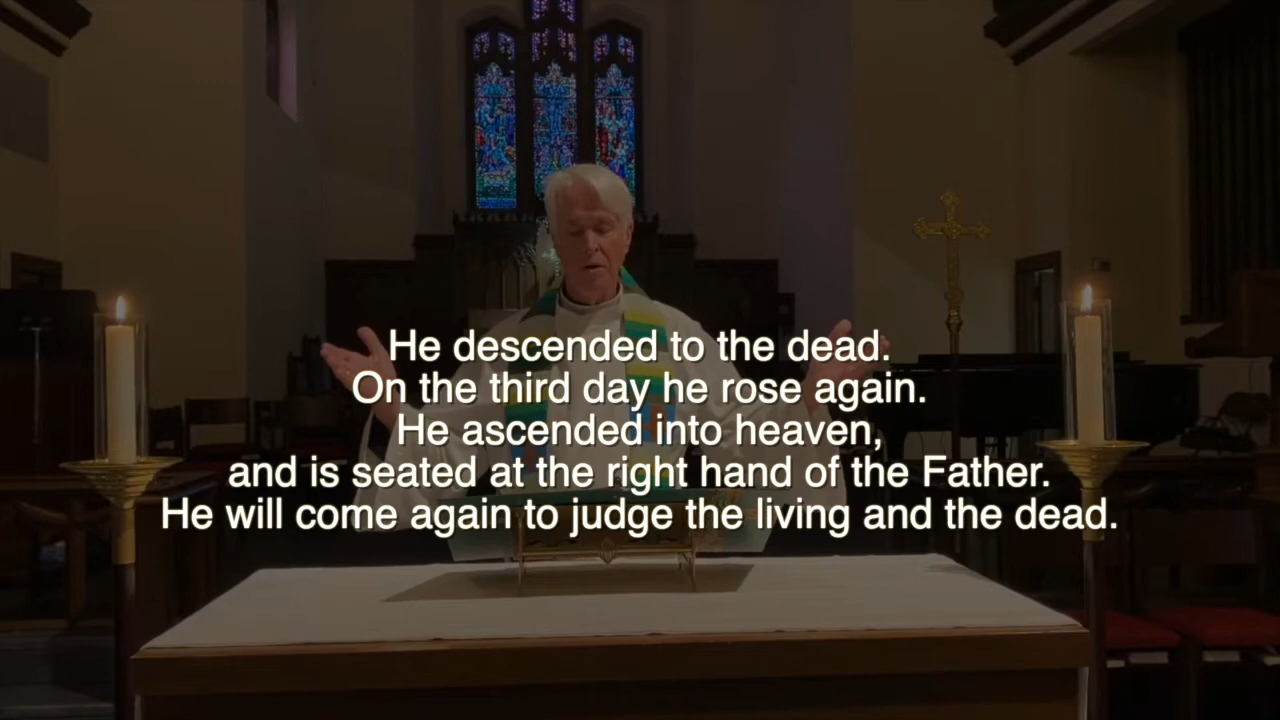 He descended to the dead.
On the third day he rose again.
He ascended into heaven,
and is seated at the right hand of the Father.
He will come again to judge the living and the dead.